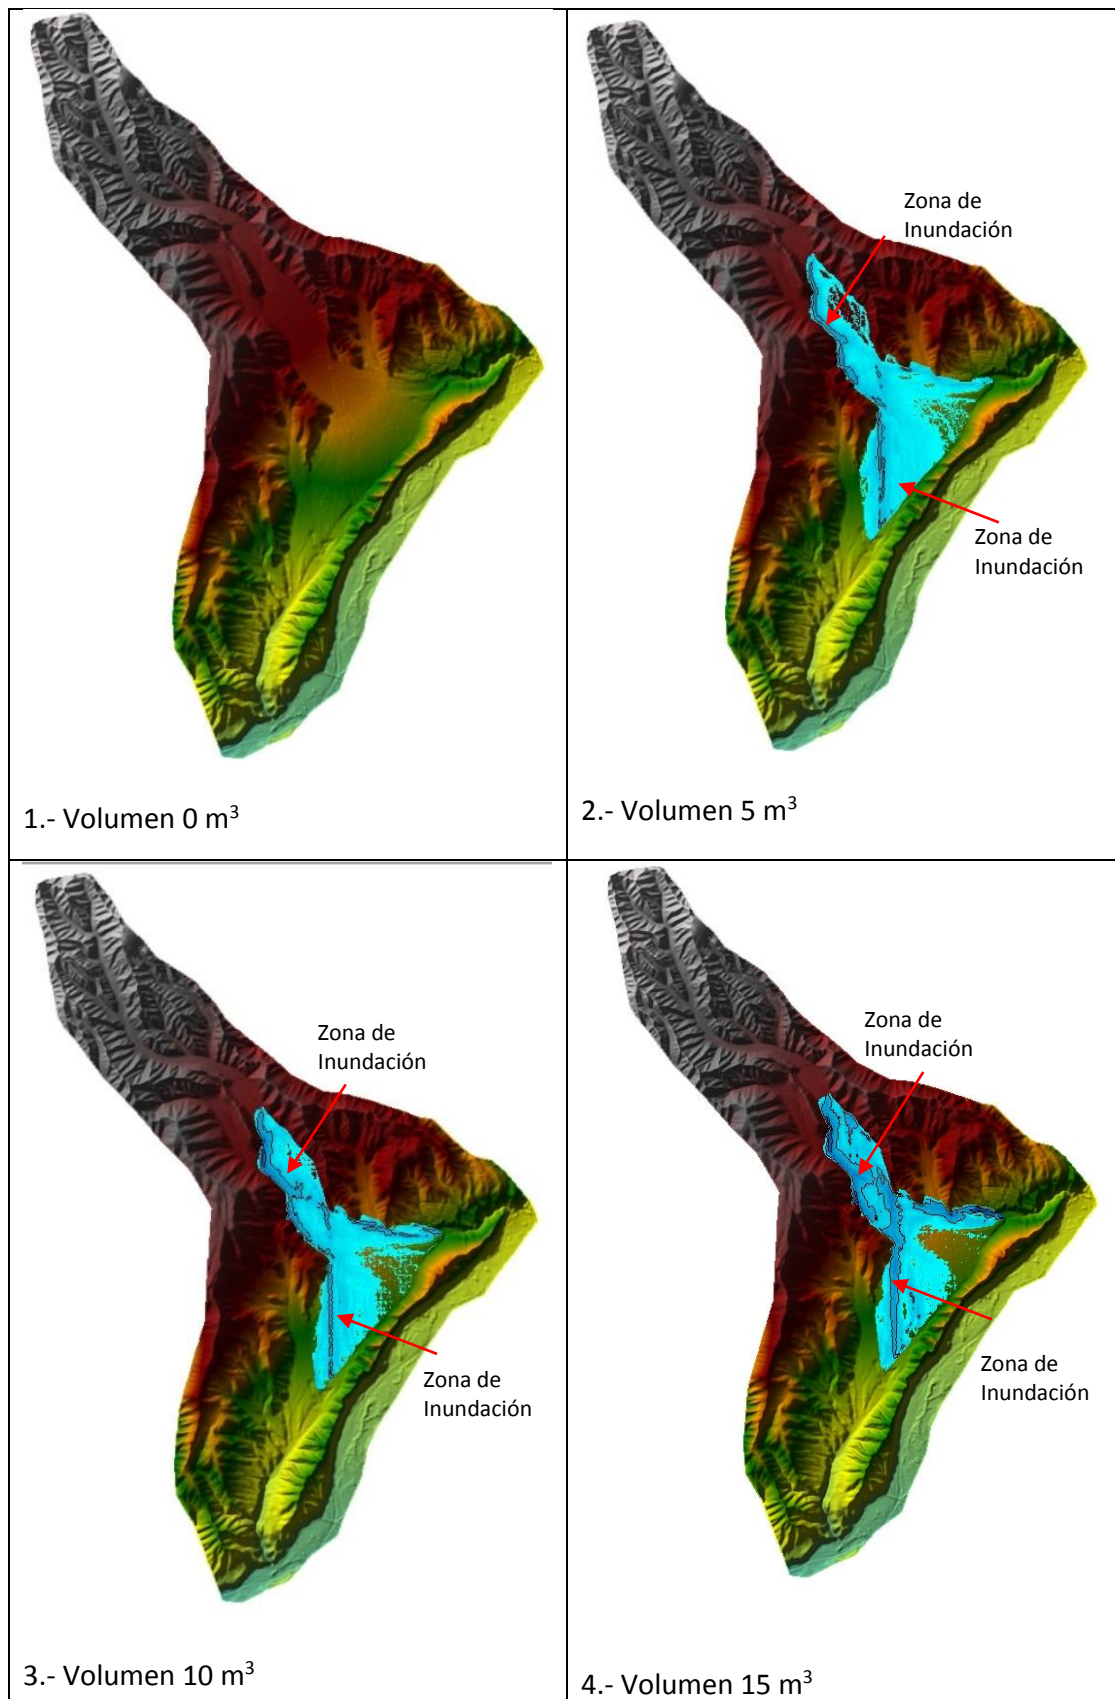 1.- Volumen 0 m³
Zona de
Inundación
Zona de
Inundación
2.- Volumen 5 m³
Zona de
Inundación
Zona de
Inundación
3.- Volumen 10 m³
Zona de
Inundación
Zona de
Inundación
4.- Volumen 15 m³